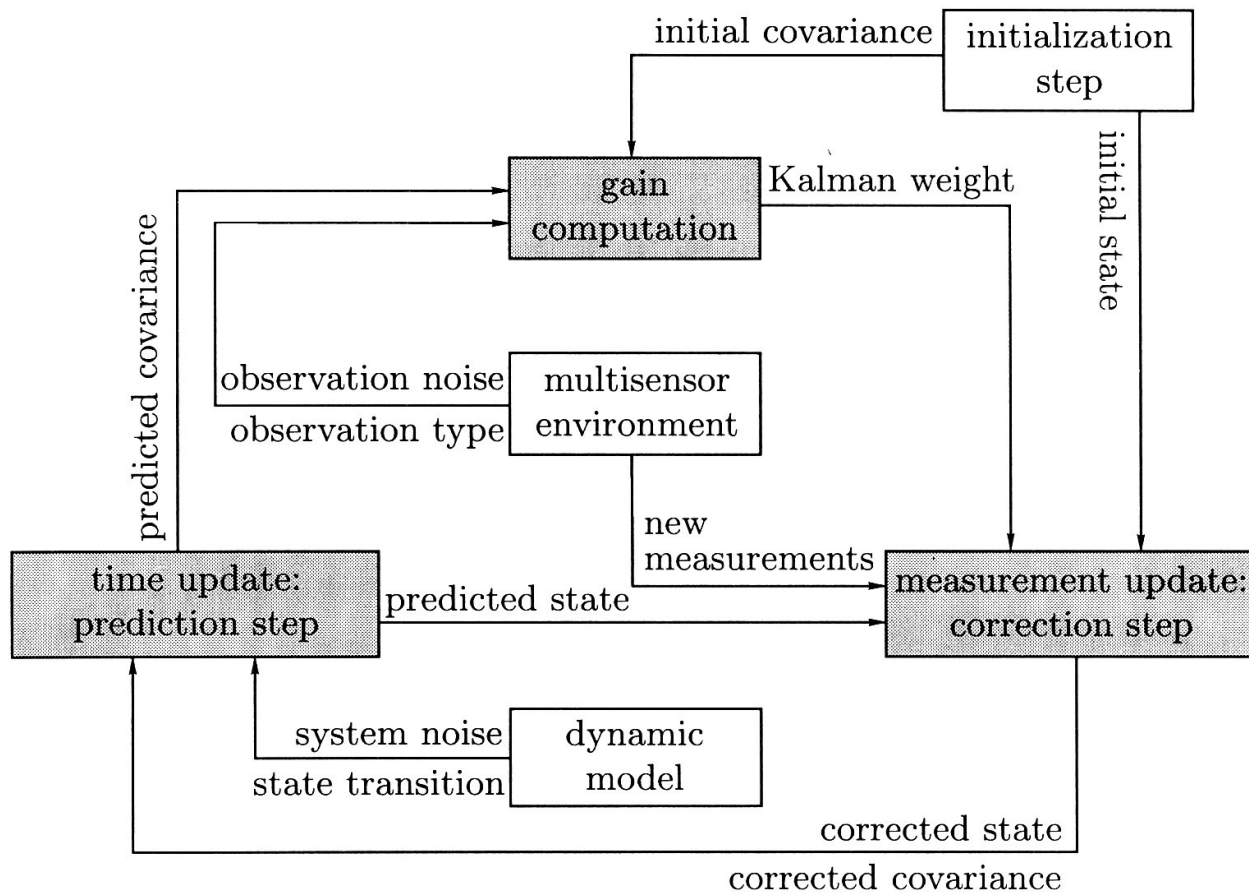 initial covariance
initialization
step
initial state
gain
computation
Kalman weight
predicted covariance
observation noise
observation type
multisensor
environment
new
measurements
time update:
prediction step
predicted state
measurement update:
correction step
system noise
state transition
dynamic
model
corrected state
corrected covariance